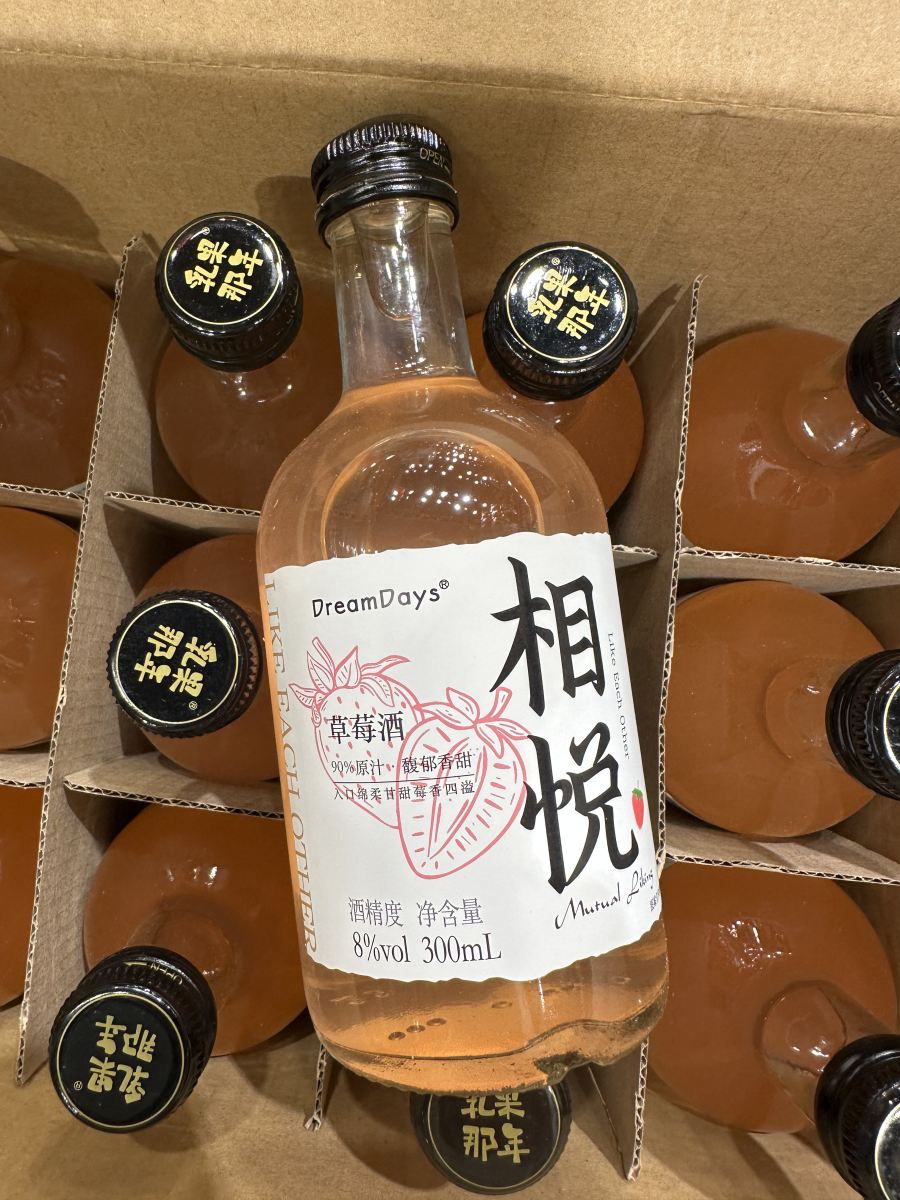 OPEN
乳果®
那年
乳果®
那年
DreamDays®
相悦
Like Each Other
LIKE EACH OTHER
草莓酒
90%原汁·馥郁香甜
入口绵柔甘甜莓香四溢
Mutual Liking
酒精度 净含量
8%vol 300mL
乳果®
那年
乳果®
那年
OPEN
乳果
那年